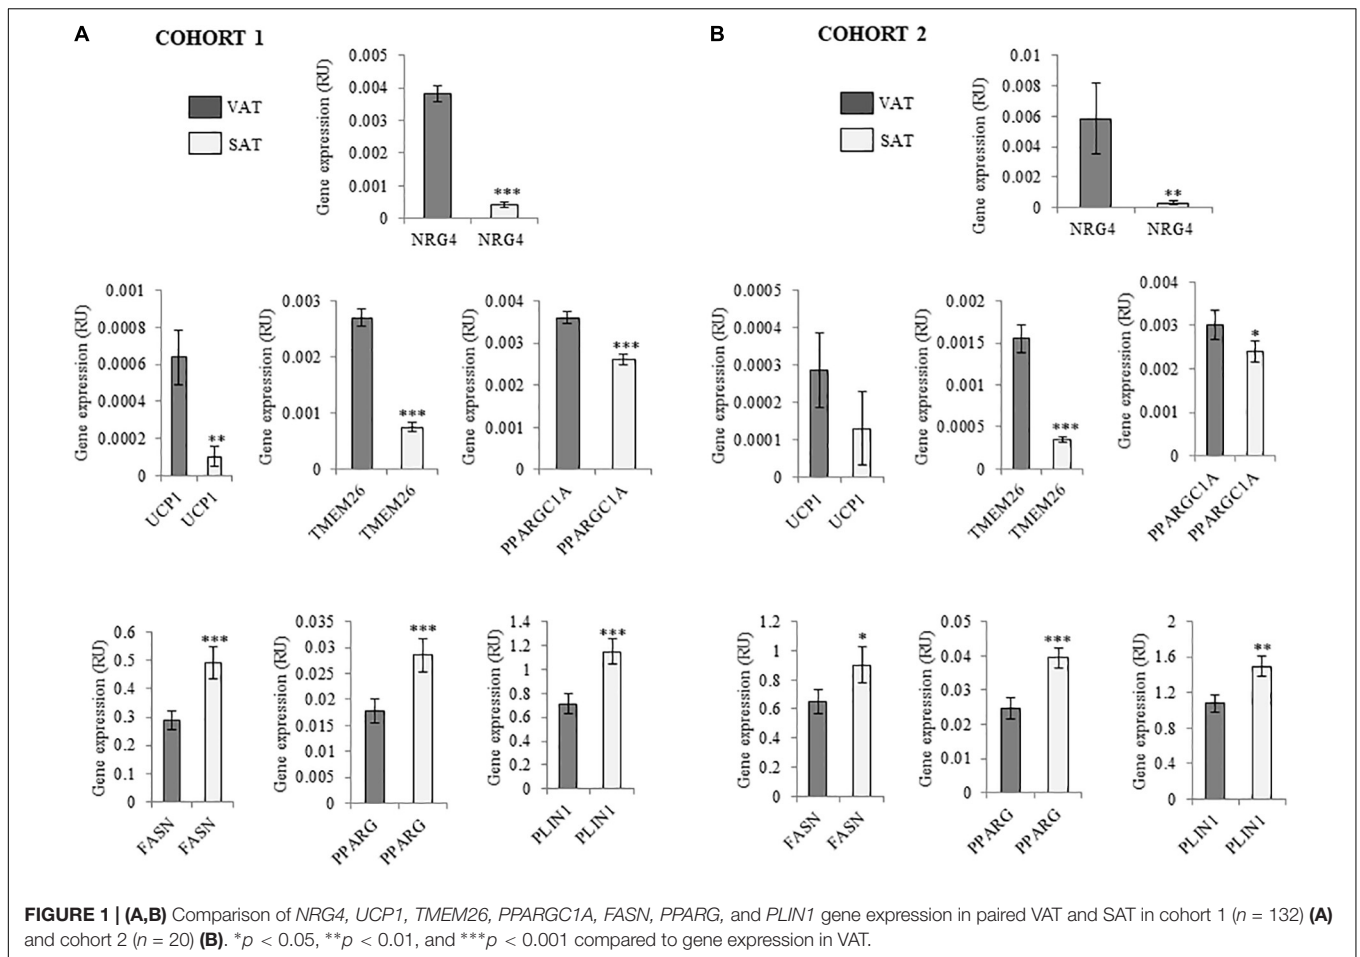 A
COHORT 1
VAT
SAT
Gene expression (RU)
0.005
0.004
0.003
0.002
0.001
0
***
NRG4 NRG4
Gene expression (RU)
0.001
0.0008
0.0006
0.0004
0.0002
0
**
UCP1 UCP1
Gene expression (RU)
0.003
0.002
0.001
0
***
TMEM26 TMEM26
Gene expression (RU)
0.004
0.003
0.002
0.001
0
***
PPARGC1A PPARGC1A
Gene expression (RU)
0.6
0.5
0.4
0.3
0.2
0.1
0
***
FASN FASN
Gene expression (RU)
0.035
0.03
0.025
0.02
0.015
0.01
0.005
0
***
PPARG PPARG
Gene expression (RU)
1.4
1.2
1
0.8
0.6
0.4
0.2
0
***
PLIN1 PLIN1
B
COHORT 2
VAT
SAT
Gene expression (RU)
0.01
0.008
0.006
0.004
0.002
0
**
NRG4 NRG4
Gene expression (RU)
0.0005
0.0004
0.0003
0.0002
0.0001
0
UCP1 UCP1
Gene expression (RU)
0.002
0.0015
0.001
0.0005
0
***
TMEM26 TMEM26
Gene expression (RU)
0.004
0.003
0.002
0.001
0
*
PPARGC1A PPARGC1A
Gene expression (RU)
1.2
1
0.8
0.6
0.4
0.2
0
*
FASN FASN
Gene expression (RU)
0.05
0.04
0.03
0.02
0.01
0
***
PPARG PPARG
Gene expression (RU)
2
1.6
1.2
0.8
0.4
0
**
PLIN1 PLIN1
FIGURE 1 | (A,B) Comparison of NRG4, UCP1, TMEM26, PPARGC1A, FASN, PPARG, and PLIN1 gene expression in paired VAT and SAT in cohort 1 (n = 132) (A)
and cohort 2 (n = 20) (B). *p < 0.05, **p < 0.01, and ***p < 0.001 compared to gene expression in VAT.